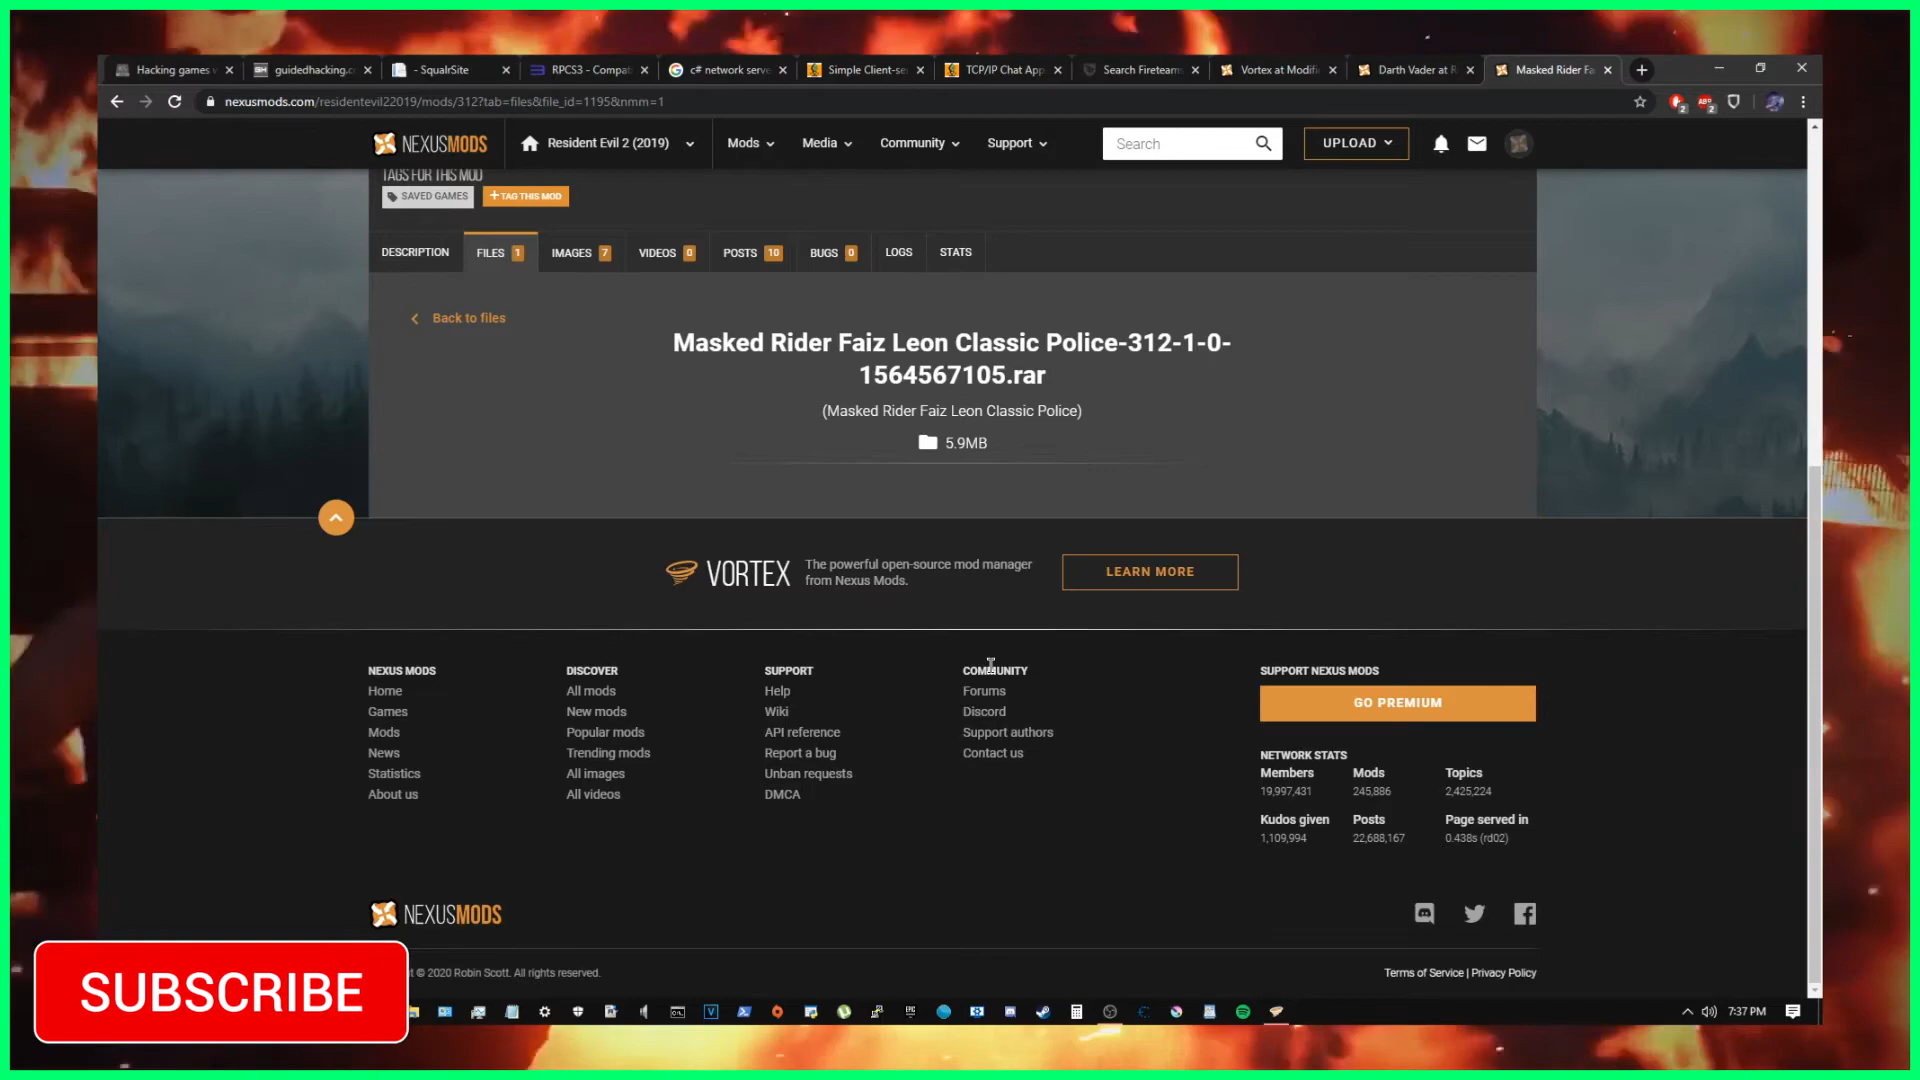 Hacking games
guidedhacking.c
- SqualrSite
RPCS3 - Compat
c# network serve
Simple Client-se
TCP/IP Chat App
Search Fireteam
Vortex at Modifi
Darth Vader at R
Masked Rider Fa
nexusmods.com/residentevil22019/mods/312?tab=files&file_id=1195&nmm=1
NEXUSMODS
Resident Evil 2 (2019)
Mods
Media
Community
Support
Search
UPLOAD
TAGS FOR THIS MOD
SAVED GAMES
+ TAG THIS MOD
DESCRIPTION
FILES 1
IMAGES 7
VIDEOS 0
POSTS 10
BUGS 0
LOGS
STATS
Back to files
Masked Rider Faiz Leon Classic Police-312-1-0-
1564567105.rar
(Masked Rider Faiz Leon Classic Police)
5.9MB
VORTEX
The powerful open-source mod manager
from Nexus Mods.
LEARN MORE
NEXUS MODS
Home
Games
Mods
News
Statistics
About us
DISCOVER
All mods
New mods
Popular mods
Trending mods
All images
All videos
SUPPORT
Help
Wiki
API reference
Report a bug
Unban requests
DMCA
COMMUNITY
Forums
Discord
Support authors
Contact us
SUPPORT NEXUS MODS
GO PREMIUM
NETWORK STATS
Members Mods Topics
19,997,431 245,886 2,425,224
Kudos given Posts Page served in
1,109,994 22,688,167 0.438s (rd02)
NEXUSMODS
© 2020 Robin Scott. All rights reserved.
Terms of Service | Privacy Policy
SUBSCRIBE
7:37 PM